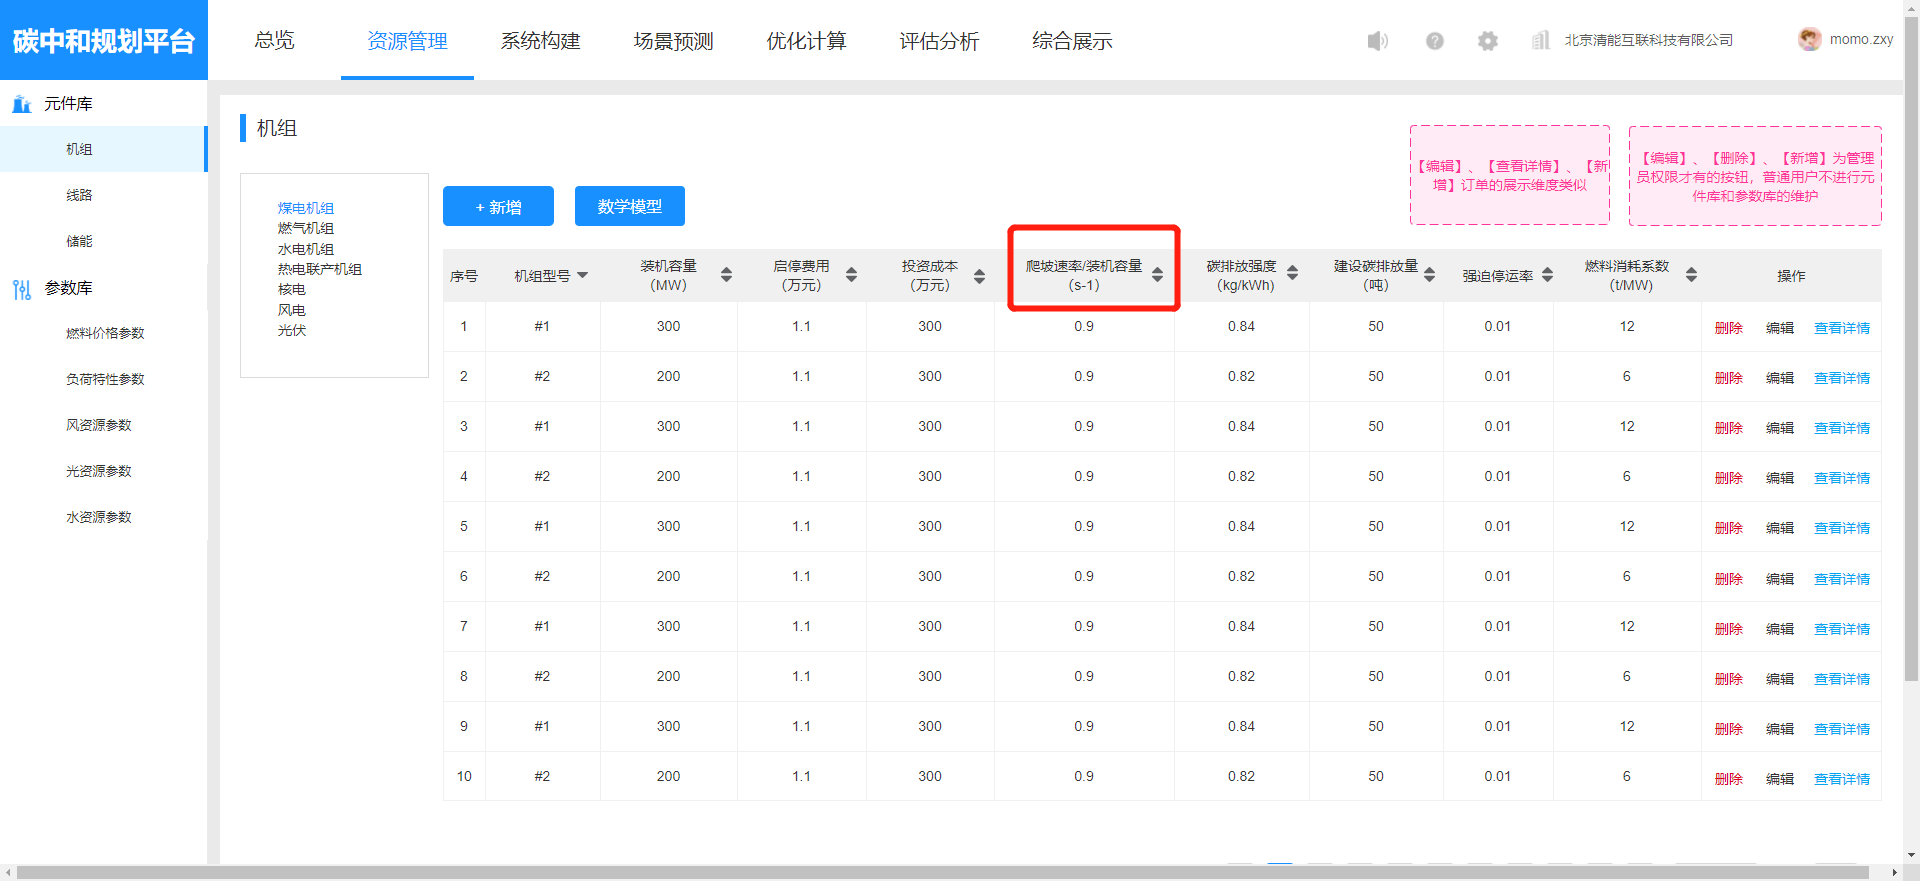 碳中和规划平台
总览 资源管理 系统构建 场景预测 优化计算 评估分析 综合展示
北京清能互联科技有限公司
momo.zxy
元件库
机组
线路
储能
参数库
燃料价格参数
负荷特性参数
风资源参数
光资源参数
水资源参数
机组
【编辑】、【查看详情】、【新
增】订单的展示维度类似
【编辑】、【删除】、【新增】为管理
员权限才有的按钮，普通用户不进行元
件库和参数库的维护
煤电机组
燃气机组
水电机组
热电联产机组
核电
风电
光伏
+ 新增 数学模型
序号 机组型号 装机容量 启停费用 投资成本 爬坡速率/装机容量 碳排放强度 建设碳排放量 强迫停运率 燃料消耗系数 操作
（MW） （万元） （万元） （s-1） （kg/kWh） （吨） （t/MW）
1 #1 300 1.1 300 0.9 0.84 50 0.01 12 删除 编辑 查看详情
2 #2 200 1.1 300 0.9 0.82 50 0.01 6 删除 编辑 查看详情
3 #1 300 1.1 300 0.9 0.84 50 0.01 12 删除 编辑 查看详情
4 #2 200 1.1 300 0.9 0.82 50 0.01 6 删除 编辑 查看详情
5 #1 300 1.1 300 0.9 0.84 50 0.01 12 删除 编辑 查看详情
6 #2 200 1.1 300 0.9 0.82 50 0.01 6 删除 编辑 查看详情
7 #1 300 1.1 300 0.9 0.84 50 0.01 12 删除 编辑 查看详情
8 #2 200 1.1 300 0.9 0.82 50 0.01 6 删除 编辑 查看详情
9 #1 300 1.1 300 0.9 0.84 50 0.01 12 删除 编辑 查看详情
10 #2 200 1.1 300 0.9 0.82 50 0.01 6 删除 编辑 查看详情